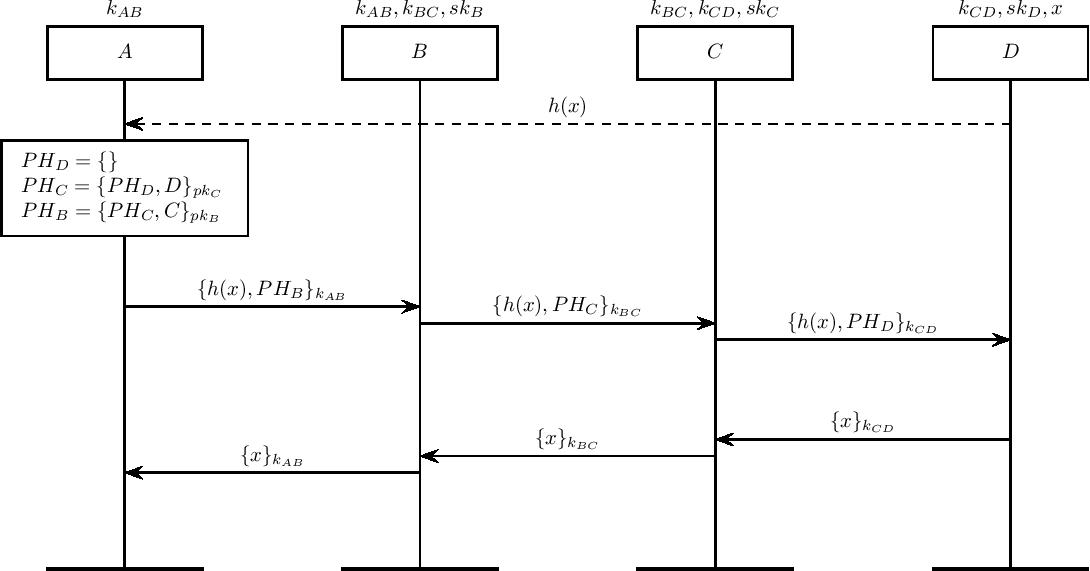 k_{AB}
k_{AB}, k_{BC}, sk_B
k_{BC}, k_{CD}, sk_C
k_{CD}, sk_D, x
A
B
C
D
h(x)
PH_D = {}
PH_C = {PH_D, D}_{pk_C}
PH_B = {PH_C, C}_{pk_B}
{h(x), PH_B}_{k_{AB}}
{h(x), PH_C}_{k_{BC}}
{h(x), PH_D}_{k_{CD}}
{x}_{k_{CD}}
{x}_{k_{BC}}
{x}_{k_{AB}}